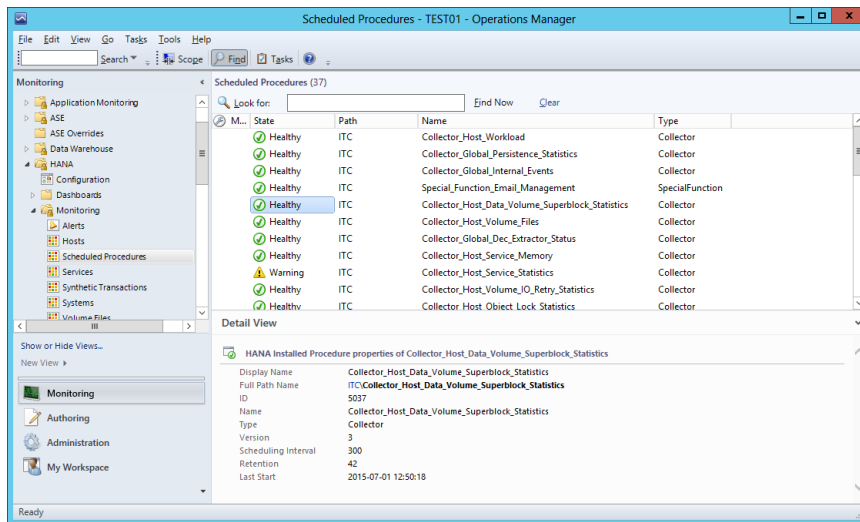 Scheduled Procedures - TEST01 - Operations Manager
File Edit View Go Tasks Tools Help
Search Scope Find Tasks
Monitoring
Application Monitoring
ASE
ASE Overrides
Data Warehouse
HANA
Configuration
Dashboards
Monitoring
Alerts
Hosts
Scheduled Procedures
Services
Synthetic Transactions
Systems
Volume Files
Show or Hide Views...
New View
Monitoring
Authoring
Administration
My Workspace
Scheduled Procedures (37)
Look for: Find Now Clear
M... State Path Name Type
Healthy ITC Collector_Host_Workload Collector
Healthy ITC Collector_Global_Persistence_Statistics Collector
Healthy ITC Collector_Global_Internal_Events Collector
Healthy ITC Special_Function_Email_Management SpecialFunction
Healthy ITC Collector_Host_Data_Volume_Superblock_Statistics Collector
Healthy ITC Collector_Host_Volume_Files Collector
Healthy ITC Collector_Global_Dec_Extractor_Status Collector
Healthy ITC Collector_Host_Service_Memory Collector
Warning ITC Collector_Host_Service_Statistics Collector
Healthy ITC Collector_Host_Volume_IO_Retry_Statistics Collector
Healthy ITC Collector_Host_Object_Lock_Statistics Collector
Detail View
HANA Installed Procedure properties of Collector_Host_Data_Volume_Superblock_Statistics
Display Name Collector_Host_Data_Volume_Superblock_Statistics
Full Path Name ITC\Collector_Host_Data_Volume_Superblock_Statistics
ID 5037
Name Collector_Host_Data_Volume_Superblock_Statistics
Type Collector
Version 3
Scheduling Interval 300
Retention 42
Last Start 2015-07-01 12:50:18
Ready